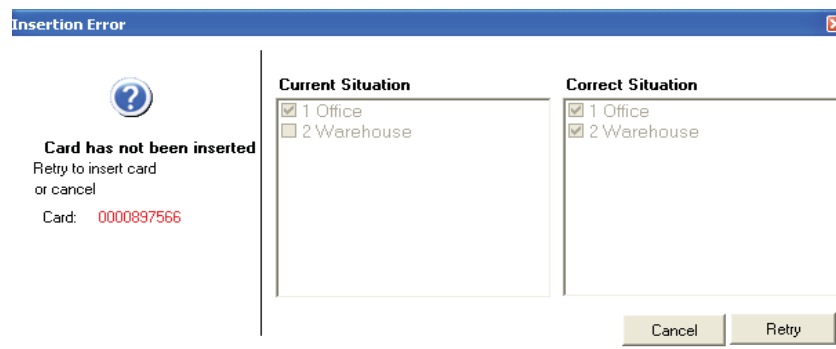 Insertion Error
Card has not been inserted
Retry to insert card
or cancel
Card: 0000897566
Current Situation
1 Office
2 Warehouse
Correct Situation
1 Office
2 Warehouse
Cancel
Retry